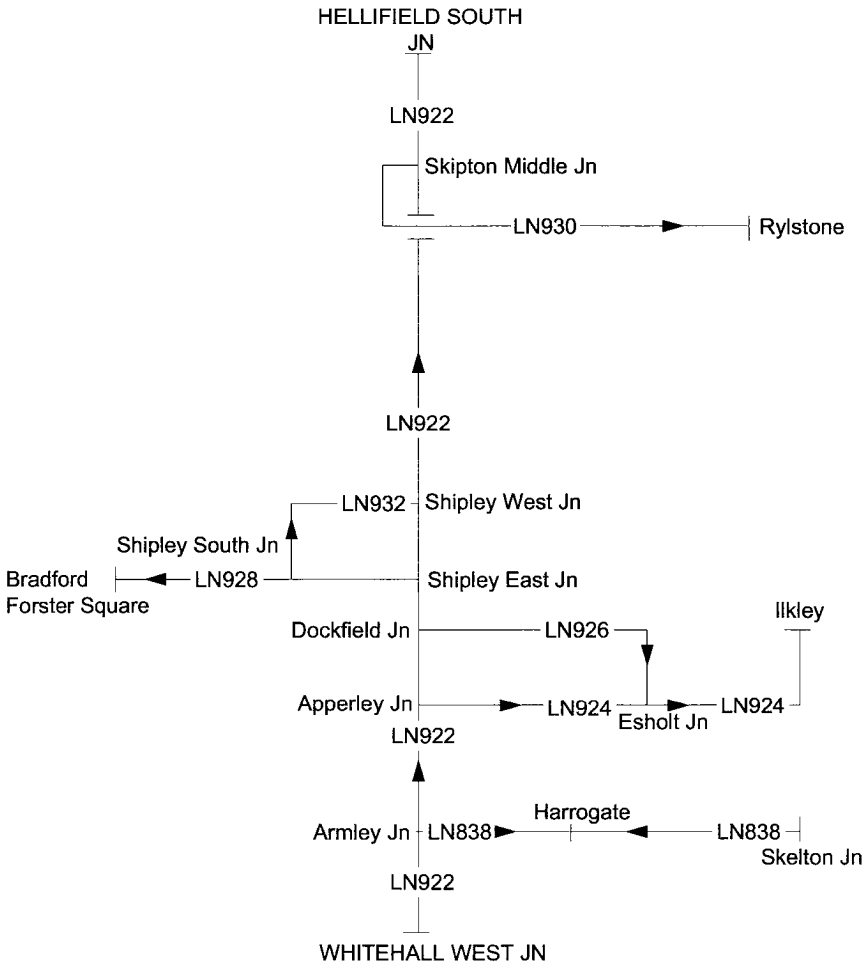 HELLIFIELD SOUTH
JN
LN922
Skipton Middle Jn
LN930
Rylstone
LN922
LN932
Shipley West Jn
Shipley South Jn
Bradford
Forster Square
LN928
Shipley East Jn
Ilkley
Dockfield Jn
LN926
Apperley Jn
LN924
Esholt Jn
LN924
LN922
Harrogate
Armley Jn
LN838
LN838
Skelton Jn
LN922
WHITEHALL WEST JN